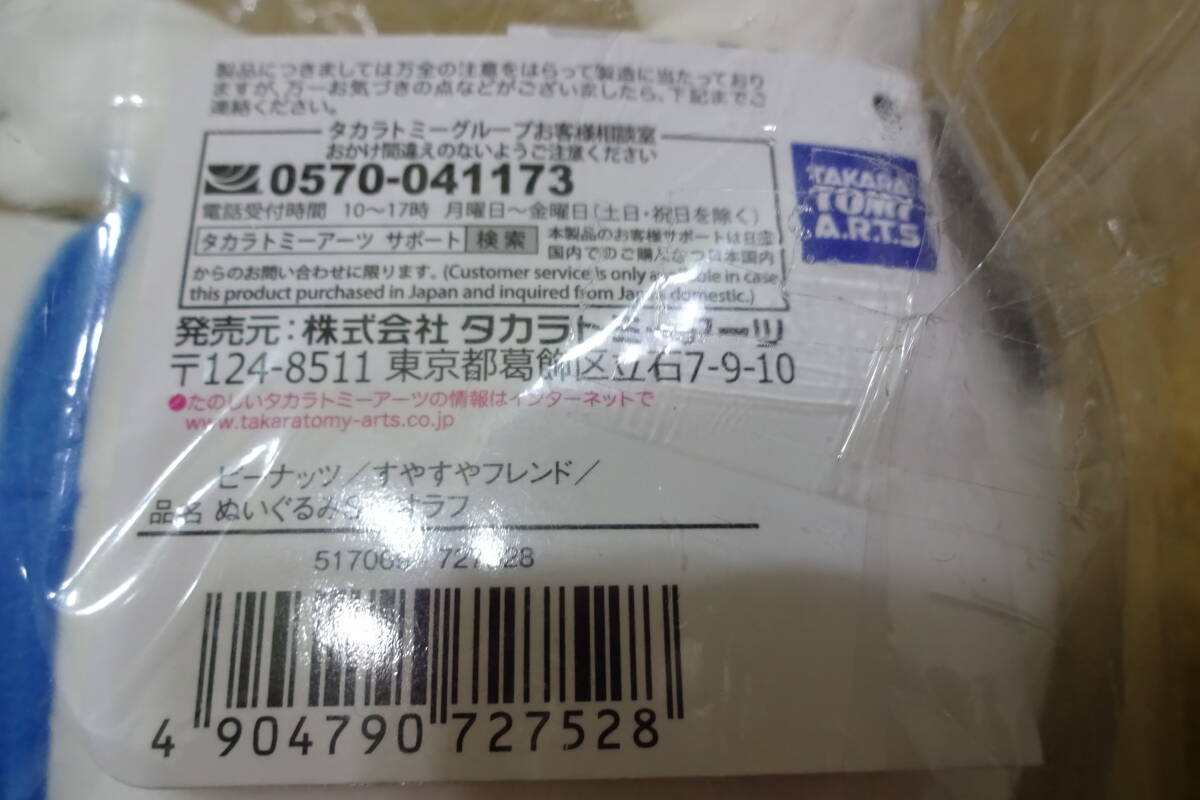 製品につきましては万全の注意をはらって製造に当たっており
ますが、万一お気づきの点などがございましたら、下記までご
連絡ください。
タカラトミーグループお客様相談室
おかけ間違えのないようご注意ください
0570-041173
電話受付時間 10～17時 月曜日～金曜日(土日・祝日を除く)
タカラトミーアーツ サポート 検索
本製品のお客様サポートは日本
国内でのご購入かつ日本国内
からのお問い合わせに限ります。(Customer service is only available in case
this product purchased in Japan and inquired from Japan domestic.)
TAKARA
TOMY
A.R.T.S
発売元：株式会社 タカラトミーアーツ
〒124-8511 東京都葛飾区立石7-9-10
たのしいタカラトミーアーツの情報はインターネットで
www.takaratomy-arts.co.jp
ピーナッツ／すやすやフレンド／
品名 ぬいぐるみS オラフ
727528
4 904790 727528